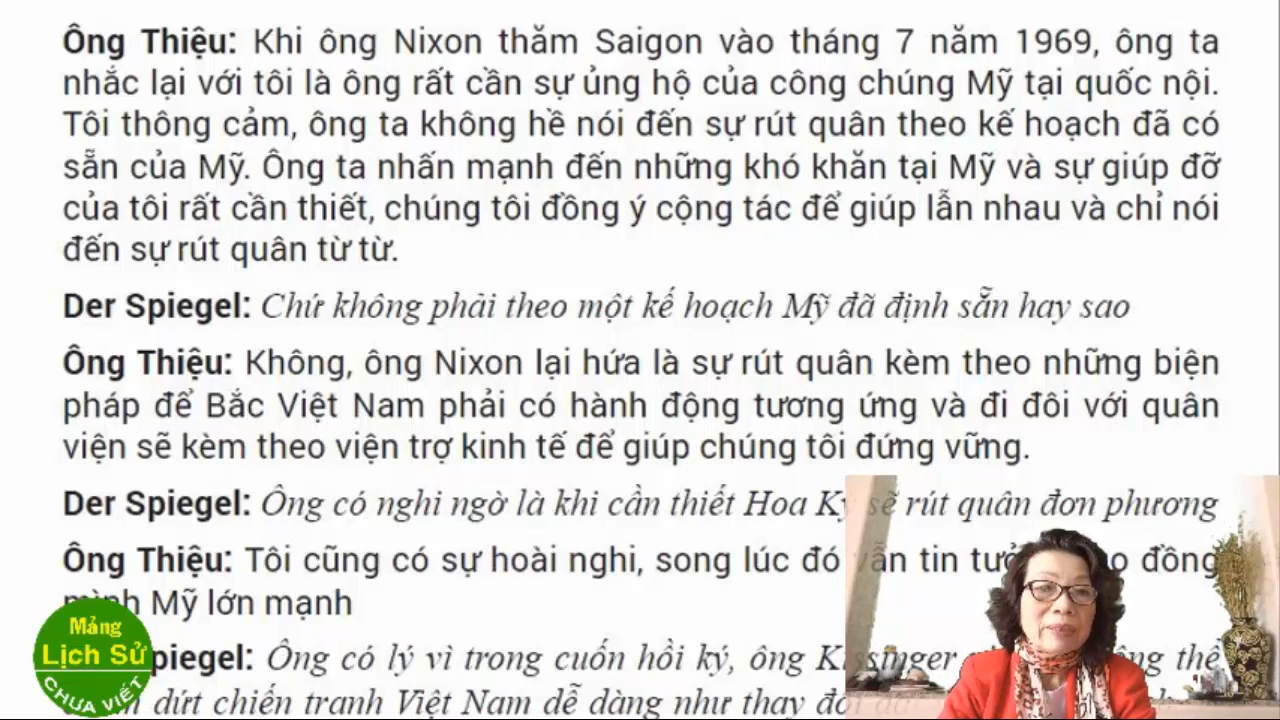 Ông Thiệu: Khi ông Nixon thăm Saigon vào tháng 7 năm 1969, ông ta
nhắc lại với tôi là ông rất cần sự ủng hộ của công chúng Mỹ tại quốc nội.
Tôi thông cảm, ông ta không hề nói đến sự rút quân theo kế hoạch đã có
sẵn của Mỹ. Ông ta nhấn mạnh đến những khó khăn tại Mỹ và sự giúp đỡ
của tôi rất cần thiết, chúng tôi đồng ý cộng tác để giúp lẫn nhau và chỉ nói
đến sự rút quân từ từ.
Der Spiegel: Chứ không phải theo một kế hoạch Mỹ đã định sẵn hay sao
Ông Thiệu: Không, ông Nixon lại hứa là sự rút quân kèm theo những biện
pháp để Bắc Việt Nam phải có hành động tương ứng và đi đôi với quân
viện sẽ kèm theo viện trợ kinh tế để giúp chúng tôi đứng vững.
Der Spiegel: Ông có nghi ngờ là khi cần thiết Hoa Kỳ sẽ rút quân đơn phương
Ông Thiệu: Tôi cũng có sự hoài nghi, song lúc đó vẫn tin đồng
minh Mỹ lớn mạnh
Spiegel: Ông có lý vì trong cuốn hồi ký, ông Kissinger thể
dứt chiến tranh Việt Nam dễ dàng như thay đổi
Mảng
Lịch Sử
CHƯA VIẾT